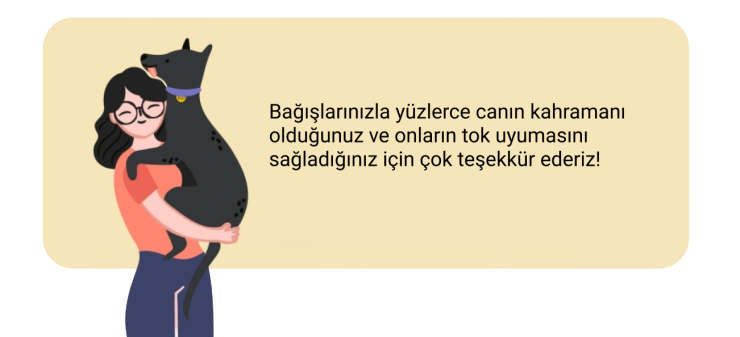 Bağışlarınızla yüzlerce canın kahramanı
olduğunuz ve onların tok uyumasını
sağladığınız için çok teşekkür ederiz!